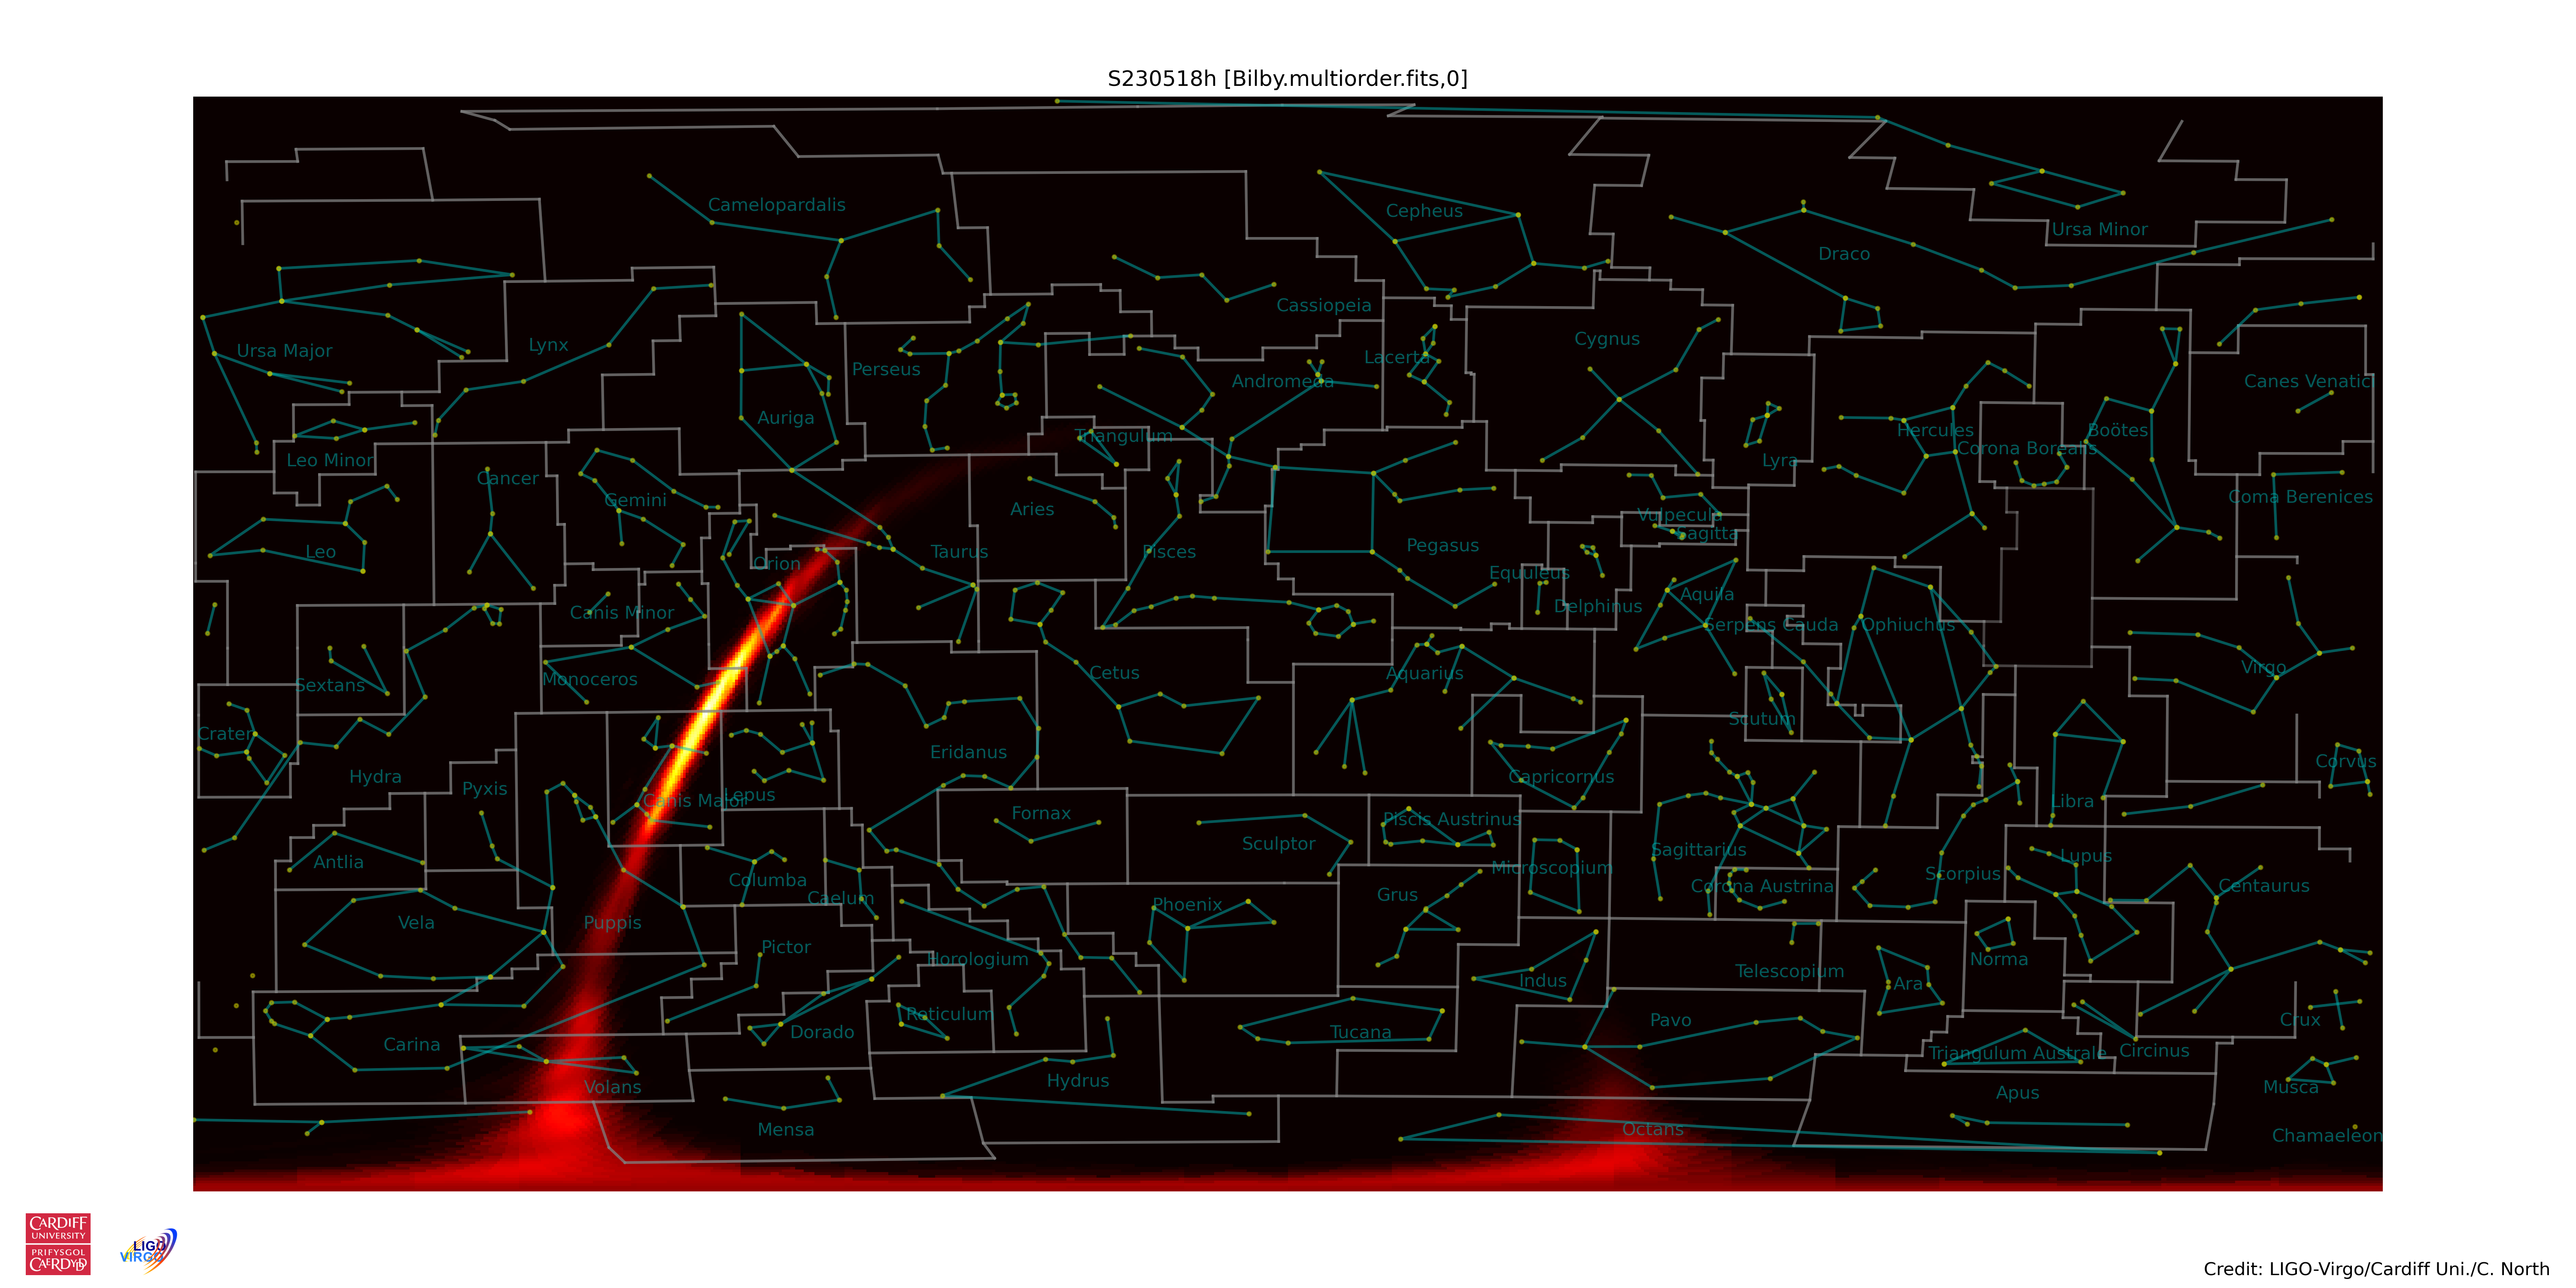 S230518h [Bilby.multiorder.fits,0]
Camelopardalis
Cepheus
Ursa Minor
Draco
Cassiopeia
Ursa Major
Lynx
Cygnus
Perseus
Lacerta
Andromeda
Canes Venatici
Auriga
Triangulum
Hercules
Boötes
Corona Borealis
Leo Minor
Lyra
Cancer
Gemini
Coma Berenices
Aries
Vulpecula
Sagitta
Leo
Taurus
Pisces
Pegasus
Orion
Equuleus
Canis Minor
Delphinus
Aquila
Serpens Cauda
Ophiuchus
Sextans
Monoceros
Cetus
Aquarius
Virgo
Crater
Scutum
Eridanus
Hydra
Capricornus
Corvus
Pyxis
Canis Major
Lepus
Libra
Fornax
Piscis Austrinus
Sculptor
Antlia
Sagittarius
Lupus
Microscopium
Columba
Caelum
Corona Austrina
Scorpius
Centaurus
Grus
Phoenix
Vela
Puppis
Pictor
Horologium
Norma
Telescopium
Indus
Ara
Reticulum
Pavo
Crux
Carina
Dorado
Tucana
Triangulum Australe
Circinus
Volans
Hydrus
Apus
Musca
Mensa
Octans
Chamaeleon
CARDIFF
UNIVERSITY
PRIFYSGOL
CAERDYDD
LIGO
VIRGO
Credit: LIGO-Virgo/Cardiff Uni./C. North